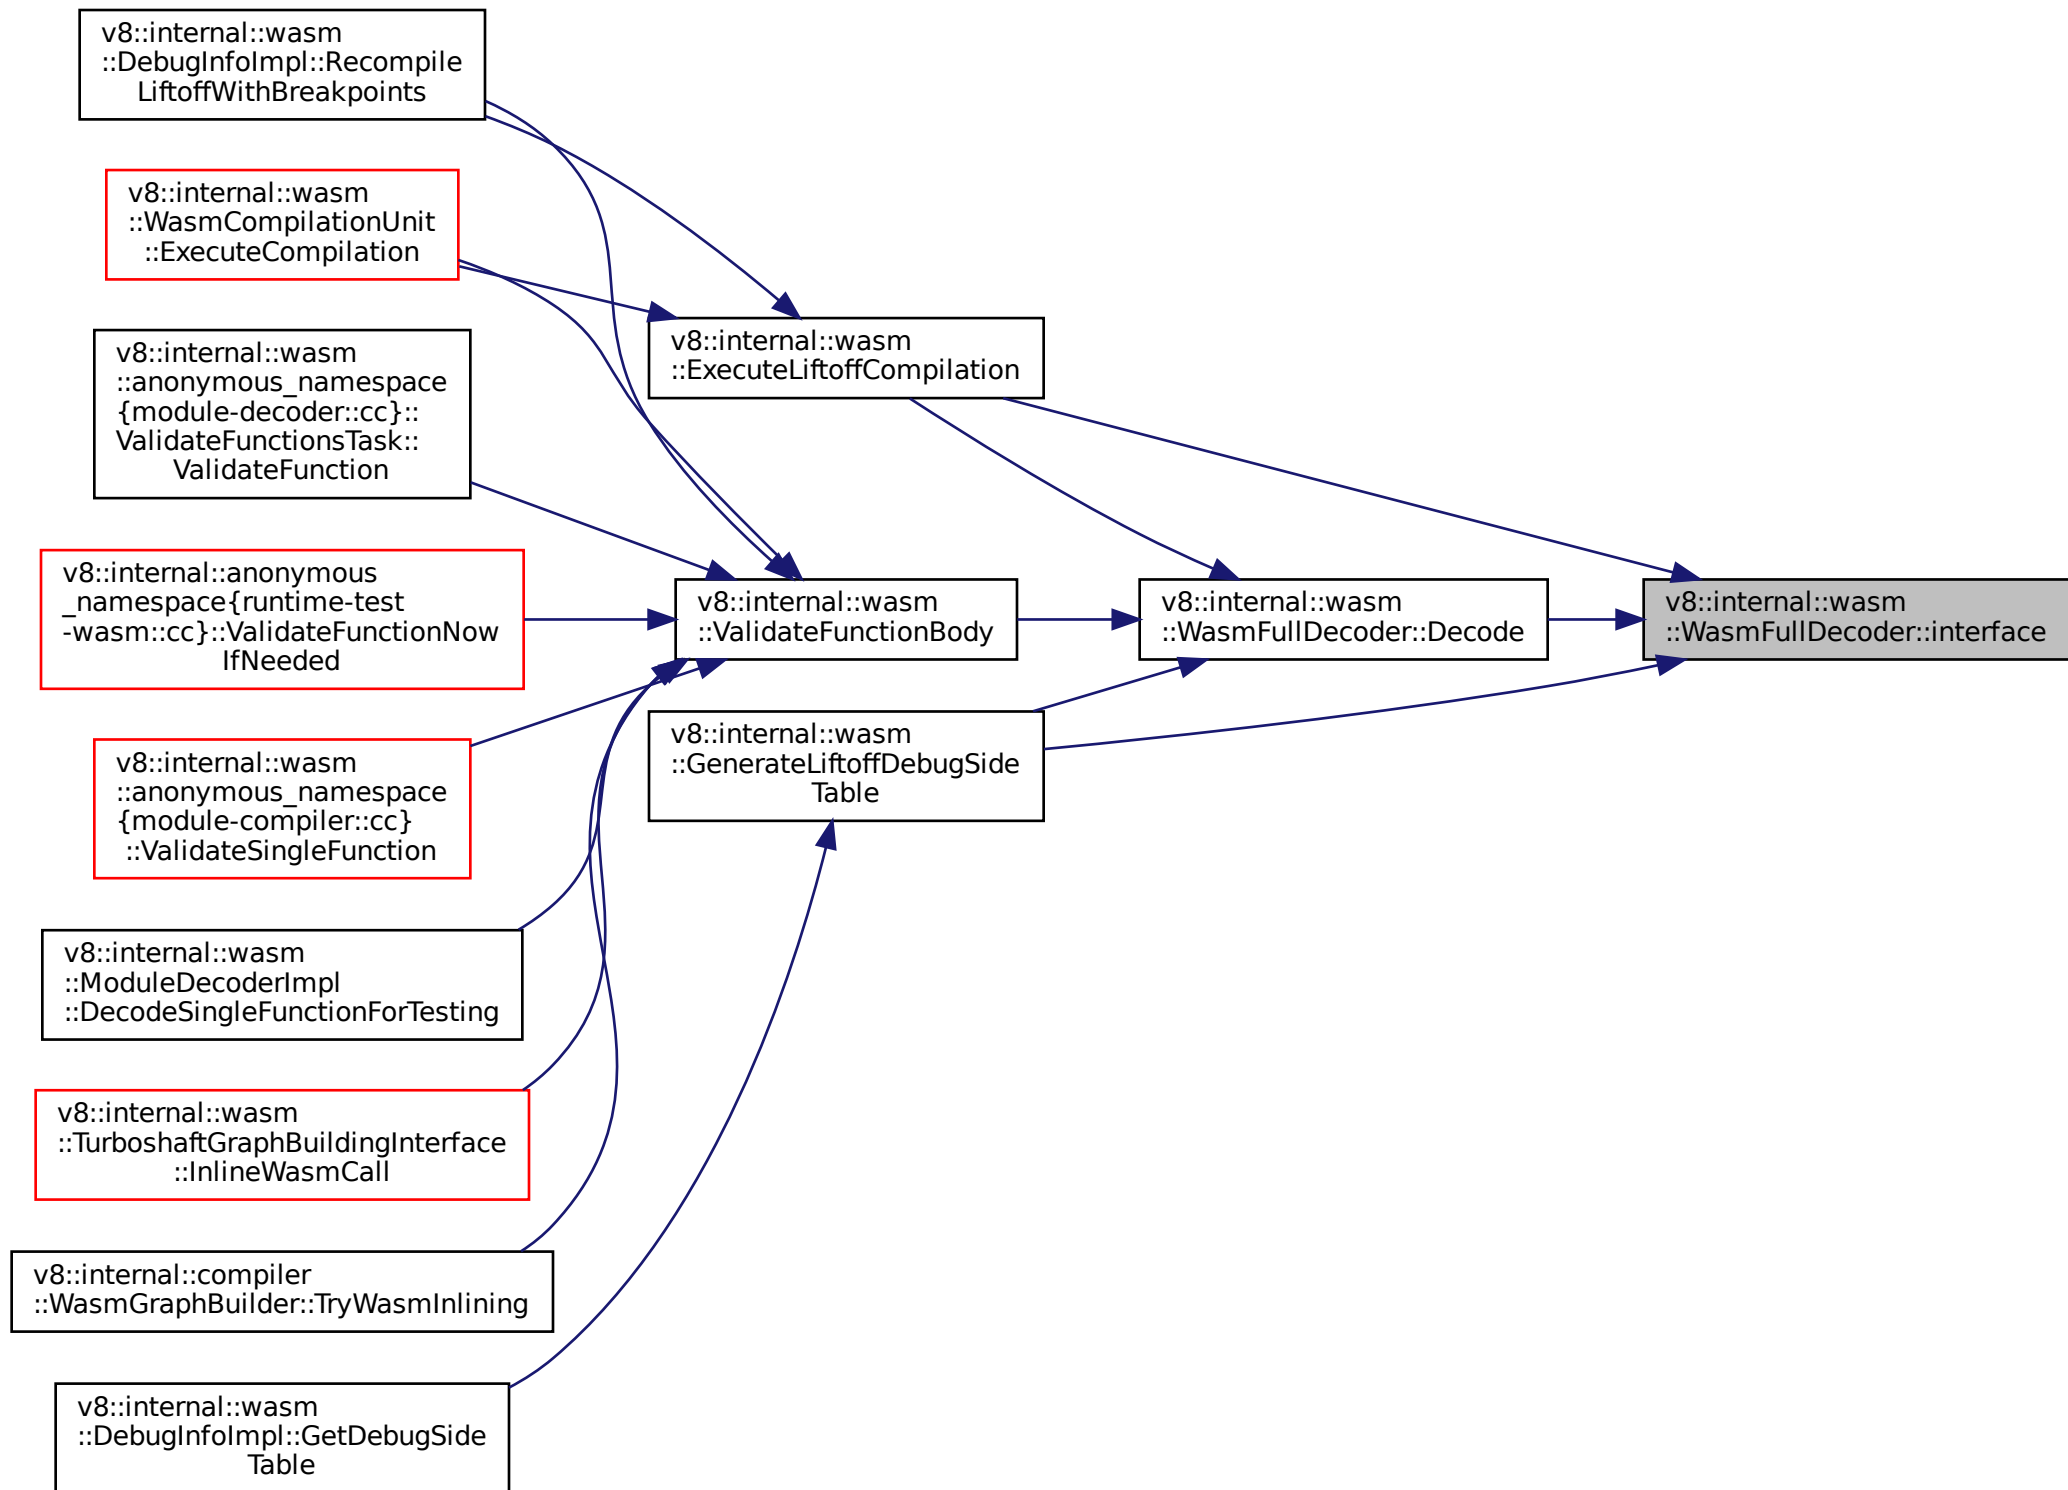 v8::internal::wasm
::DebugInfoImpl::Recompile
LiftoffWithBreakpoints
v8::internal::wasm
::WasmCompilationUnit
::ExecuteCompilation
v8::internal::wasm
::anonymous_namespace
{module-decoder::cc}::
ValidateFunctionsTask::
ValidateFunction
v8::internal::anonymous
_namespace{runtime-test
-wasm::cc}::ValidateFunctionNow
IfNeeded
v8::internal::wasm
::anonymous_namespace
{module-compiler::cc}
::ValidateSingleFunction
v8::internal::wasm
::ModuleDecoderImpl
::DecodeSingleFunctionForTesting
v8::internal::wasm
::TurboshaftGraphBuildingInterface
::InlineWasmCall
v8::internal::compiler
::WasmGraphBuilder::TryWasmInlining
v8::internal::wasm
::DebugInfoImpl::GetDebugSide
Table
v8::internal::wasm
::ExecuteLiftoffCompilation
v8::internal::wasm
::ValidateFunctionBody
v8::internal::wasm
::GenerateLiftoffDebugSide
Table
v8::internal::wasm
::WasmFullDecoder::Decode
v8::internal::wasm
::WasmFullDecoder::interface